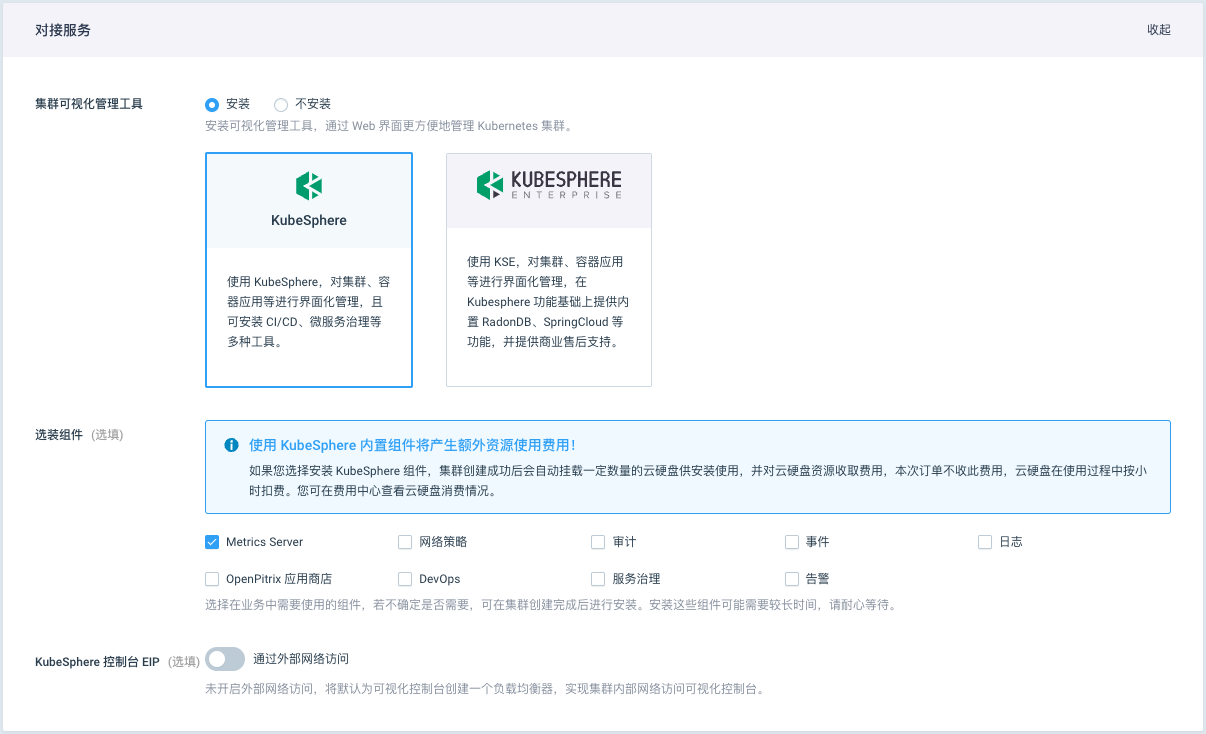 对接服务
收起
集群可视化管理工具
安装
不安装
安装可视化管理工具，通过 Web 界面更方便地管理 Kubernetes 集群。
KubeSphere
使用 KubeSphere，对集群、容
器应用等进行界面化管理，且
可安装 CI/CD、微服务治理等
多种工具。
KUBESPHERE
ENTERPRISE
使用 KSE，对集群、容器应用
等进行界面化管理，在
Kubesphere 功能基础上提供内
置 RadonDB、SpringCloud 等
功能，并提供商业售后支持。
选装组件 (选填)
使用 KubeSphere 内置组件将产生额外资源使用费用！
如果您选择安装 KubeSphere 组件，集群创建成功后会自动挂载一定数量的云硬盘供安装使用，并对云硬盘资源收取费用，本次订单不收此费用，云硬盘在使用过程中按小
时扣费。您可在费用中心查看云硬盘消费情况。
Metrics Server
网络策略
审计
事件
日志
OpenPitrix 应用商店
DevOps
服务治理
告警
选择在业务中需要使用的组件，若不确定是否需要，可在集群创建完成后进行安装。安装这些组件可能需要较长时间，请耐心等待。
KubeSphere 控制台 EIP (选填)
通过外部网络访问
未开启外部网络访问，将默认为可视化控制台创建一个负载均衡器，实现集群内部网络访问可视化控制台。